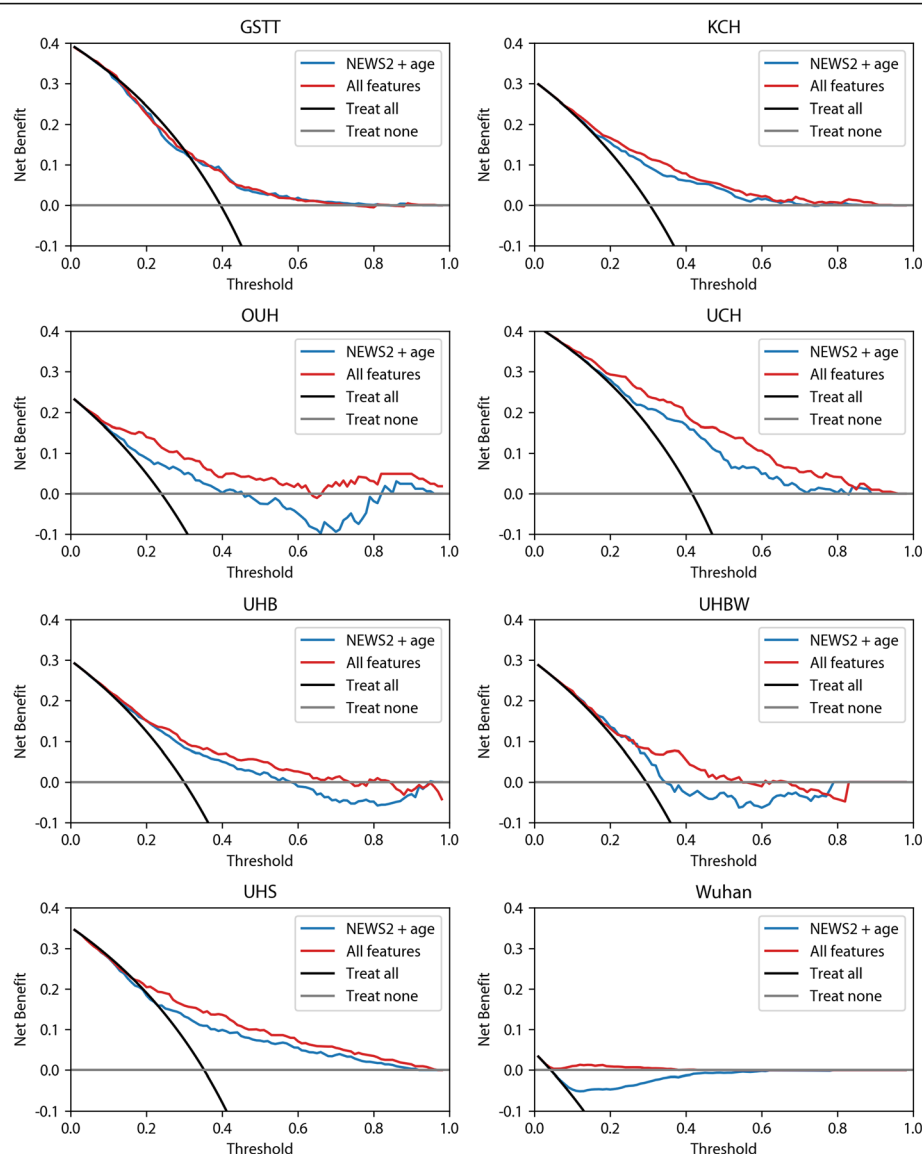 GSTT
0.4
0.3
0.2
0.1
0.0
-0.1
Net Benefit
NEWS2 + age
All features
Treat all
Treat none
0.0 0.2 0.4 0.6 0.8 1.0
Threshold
KCH
0.4
0.3
0.2
0.1
0.0
-0.1
Net Benefit
NEWS2 + age
All features
Treat all
Treat none
0.0 0.2 0.4 0.6 0.8 1.0
Threshold
OUH
0.4
0.3
0.2
0.1
0.0
-0.1
Net Benefit
NEWS2 + age
All features
Treat all
Treat none
0.0 0.2 0.4 0.6 0.8 1.0
Threshold
UCH
0.4
0.3
0.2
0.1
0.0
-0.1
Net Benefit
NEWS2 + age
All features
Treat all
Treat none
0.0 0.2 0.4 0.6 0.8 1.0
Threshold
UHB
0.4
0.3
0.2
0.1
0.0
-0.1
Net Benefit
NEWS2 + age
All features
Treat all
Treat none
0.0 0.2 0.4 0.6 0.8 1.0
Threshold
UHBW
0.4
0.3
0.2
0.1
0.0
-0.1
Net Benefit
NEWS2 + age
All features
Treat all
Treat none
0.0 0.2 0.4 0.6 0.8 1.0
Threshold
UHS
0.4
0.3
0.2
0.1
0.0
-0.1
Net Benefit
NEWS2 + age
All features
Treat all
Treat none
0.0 0.2 0.4 0.6 0.8 1.0
Threshold
Wuhan
0.4
0.3
0.2
0.1
0.0
-0.1
Net Benefit
NEWS2 + age
All features
Treat all
Treat none
0.0 0.2 0.4 0.6 0.8 1.0
Threshold